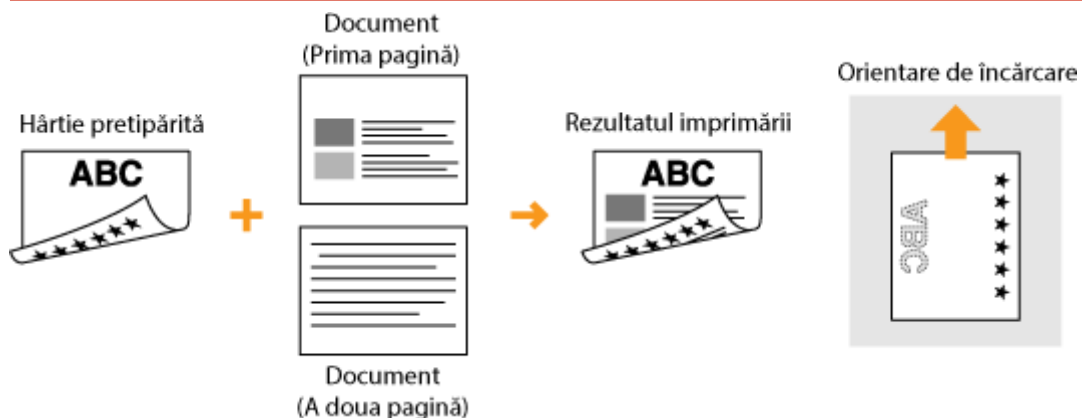 Document
(Prima pagină)
Orientare de încărcare
Hârtie pretipărită
Rezultatul imprimării
ABC
ABC
ABC
Document
(A doua pagină)